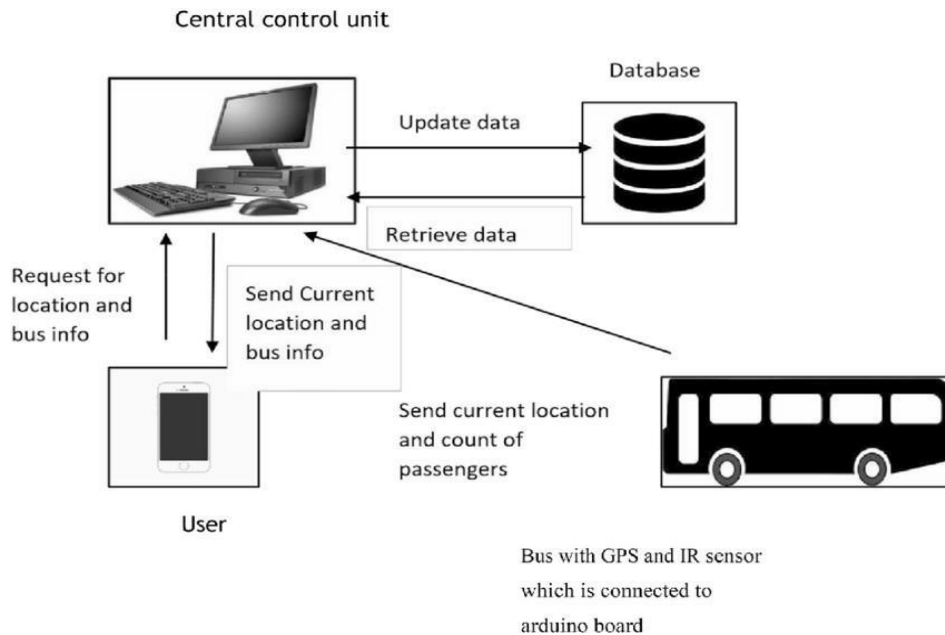 Central control unit
Database
Update data
Retrieve data
Request for
location and
bus info
Send Current
location and
bus info
Send current location
and count of
passengers
User
Bus with GPS and IR sensor
which is connected to
arduino board